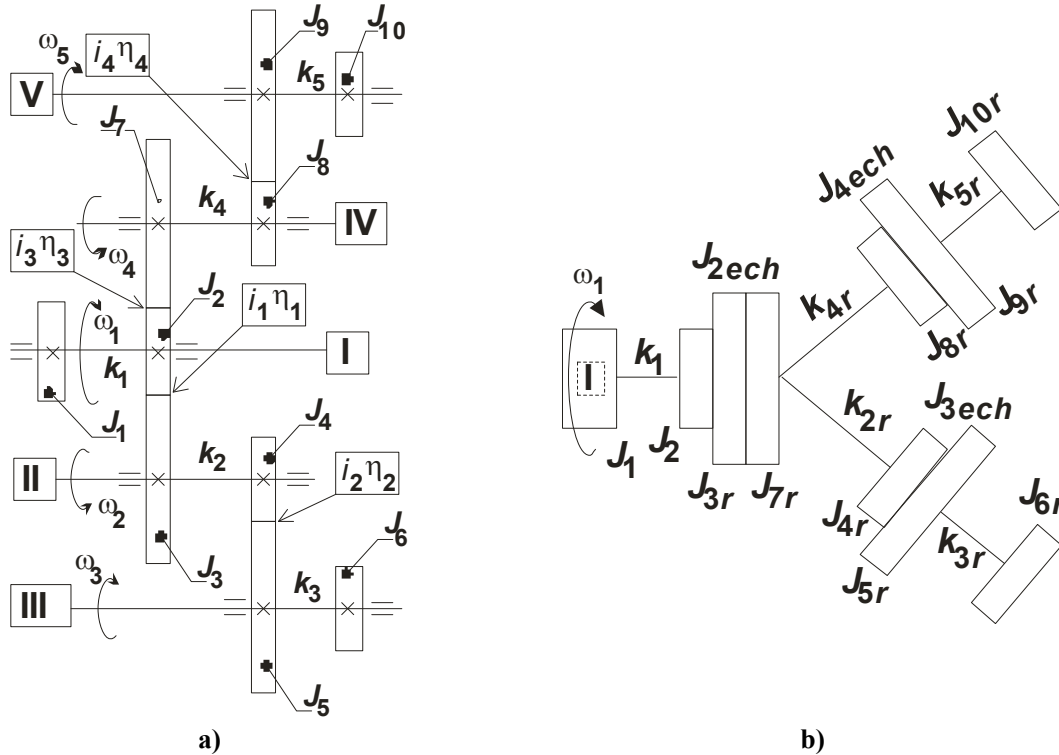 J9
J10
ω5
i4η4
k5
V
J7
J8
k4
IV
i3η3
ω4
J2
i1η1
ω1
k1
I
J1
J4
k2
II
i2η2
ω2
J6
ω3
J3
k3
III
J5
a)
J10r
J4ech
k5r
J2ech
ω1
k4r
J9r
J8r
k1
I
J3ech
k2r
J1
J2
J6r
J3r
J7r
J4r
k3r
J5r
b)